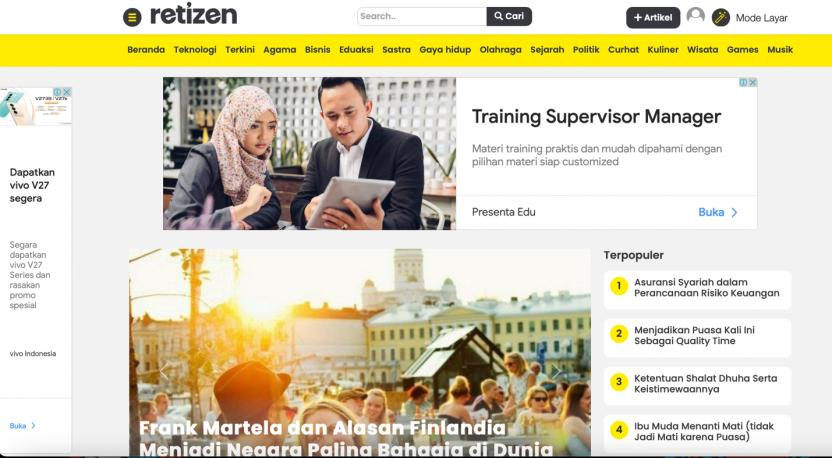 retizen
Search..
Cari
+ Artikel
Mode Layar
Beranda Teknologi Terkini Agama Bisnis Eduaksi Sastra Gaya hidup Olahraga Sejarah Politik Curhat Kuliner Wisata Games Musik
Dapatkan
vivo V27
segera
Segera
dapatkan
vivo V27
Series dan
rasakan
promo
spesial
vivo Indonesia
Buka
Training Supervisor Manager
Materi training praktis dan mudah dipahami dengan
pilihan materi siap customized
Presenta Edu
Buka
Frank Martela dan Alasan Finlandia
Menjadi Negara Paling Bahagia di Dunia
Terpopuler
1 Asuransi Syariah dalam
Perancanaan Risiko Keuangan
2 Menjadikan Puasa Kali Ini
Sebagai Quality Time
3 Ketentuan Shalat Dhuha Serta
Keistimewaannya
4 Ibu Muda Menanti Mati (tidak
Jadi Mati karena Puasa)